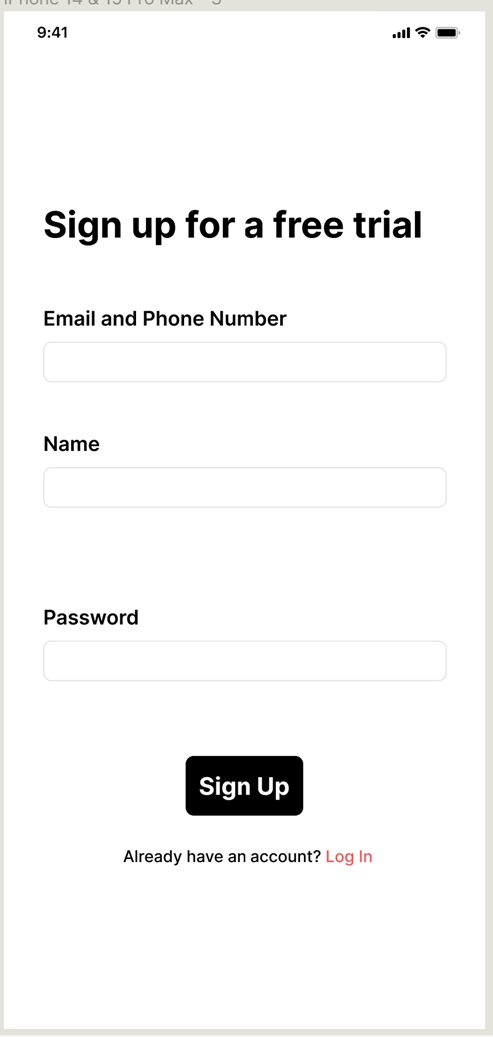 9:41
Sign up for a free trial
Email and Phone Number
Name
Password
Sign Up
Already have an account? Log In